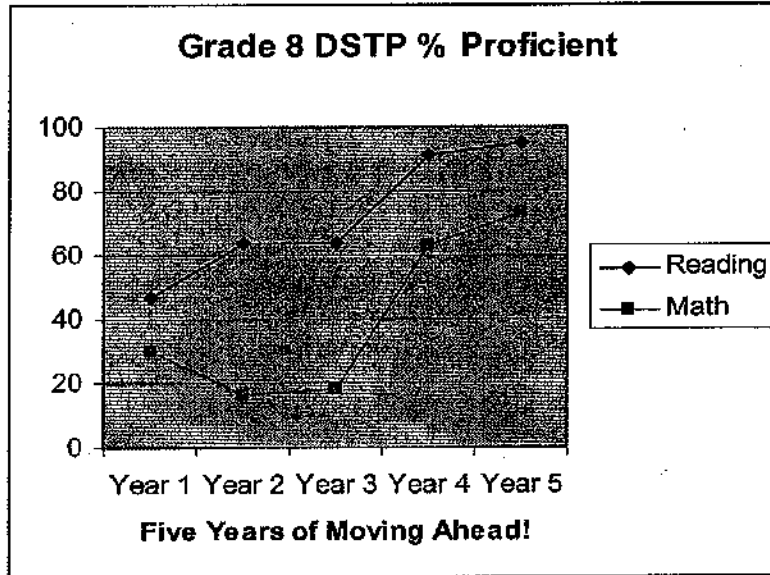 Grade 8 DSTP % Proficient
100
80
60
40
20
0
Year 1 Year 2 Year 3 Year 4 Year 5
Five Years of Moving Ahead!
Reading
Math